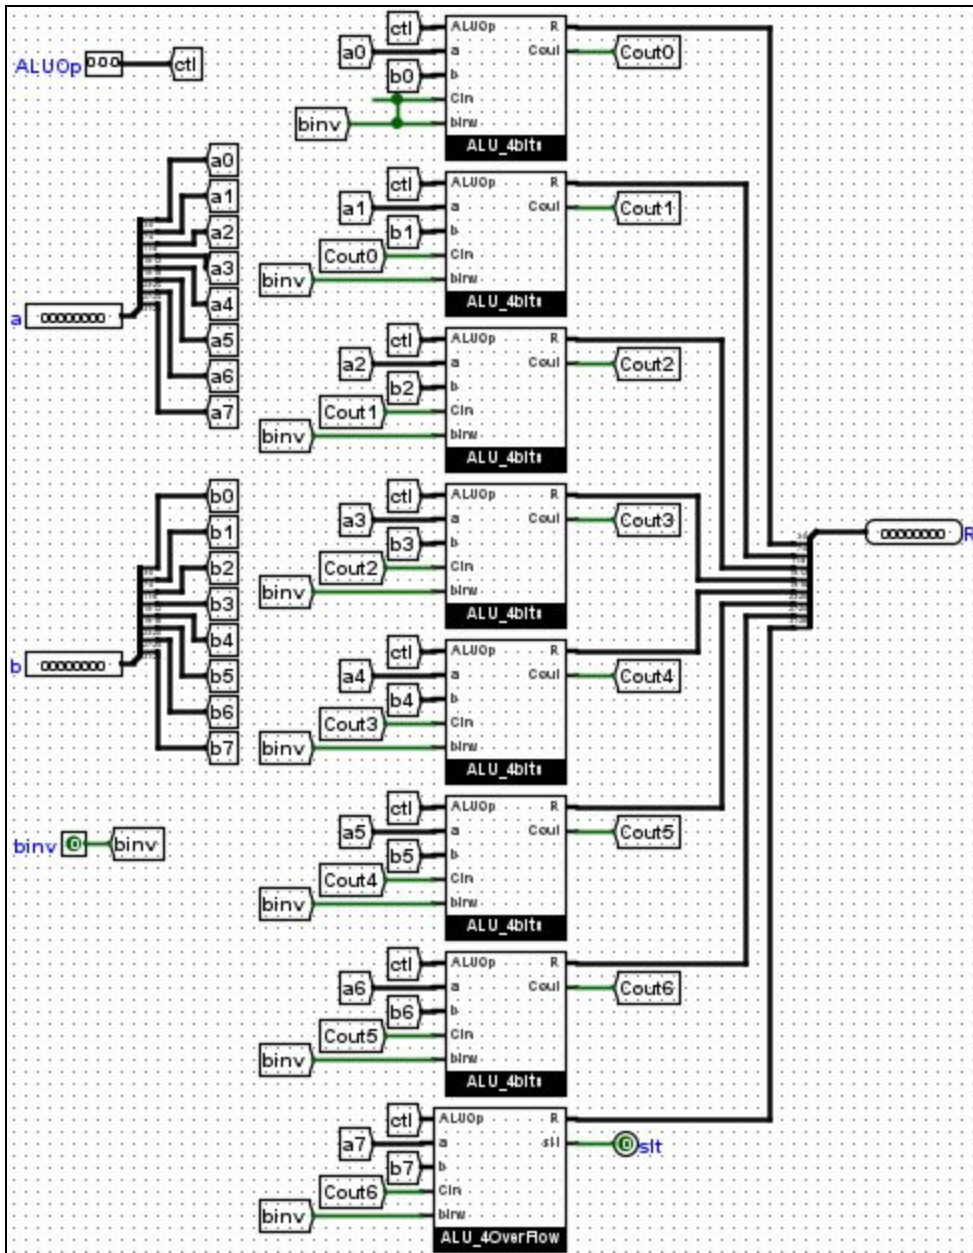 ALUOp 000 ctl
a0
a1
a2
a3
a4
a5
a6
a7
a 00000000
b0
b1
b2
b3
b4
b5
b6
b7
b 00000000
binv 0 binv
ctl ALUOp R
a0 a Cout Cout0
b0 b
Cin
binv binv
ALU_4bits
ctl ALUOp R
a1 a Cout Cout1
b1 b
Cout0 Cin
binv binv
ALU_4bits
ctl ALUOp R
a2 a Cout Cout2
b2 b
Cout1 Cin
binv binv
ALU_4bits
ctl ALUOp R
a3 a Cout Cout3
b3 b
Cout2 Cin
binv binv
ALU_4bits
ctl ALUOp R
a4 a Cout Cout4
b4 b
Cout3 Cin
binv binv
ALU_4bits
ctl ALUOp R
a5 a Cout Cout5
b5 b
Cout4 Cin
binv binv
ALU_4bits
ctl ALUOp R
a6 a Cout Cout6
b6 b
Cout5 Cin
binv binv
ALU_4bits
ctl ALUOp R
a7 a slt 0 slt
b7 b
Cout6 Cin
binv binv
ALU_4OverFlow
00000000 R